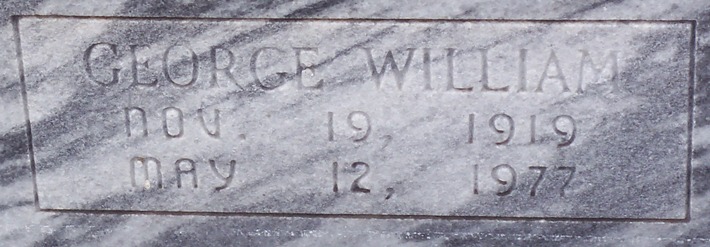 GEORGE WILLIAM
NOV. 19, 1919
MAY 12, 1977